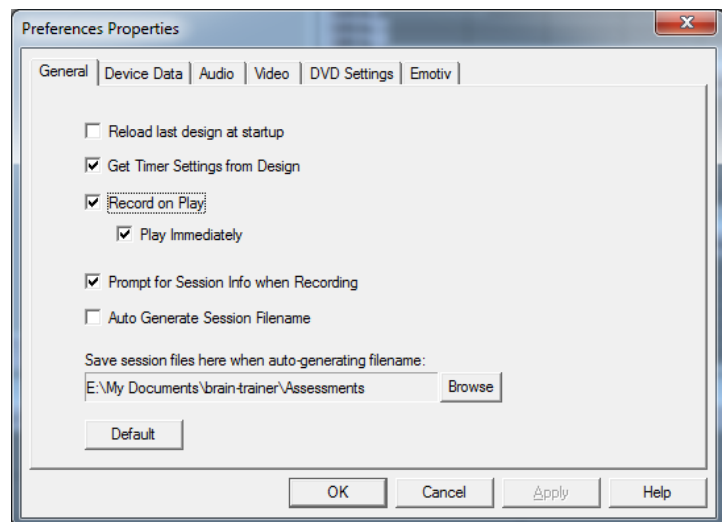 Preferences Properties
x
General Device Data Audio Video DVD Settings Emotiv
Reload last design at startup
Get Timer Settings from Design
Record on Play
Play Immediately
Prompt for Session Info when Recording
Auto Generate Session Filename
Save session files here when auto-generating filename:
E:\My Documents\brain-trainer\Assessments Browse
Default
OK Cancel Apply Help